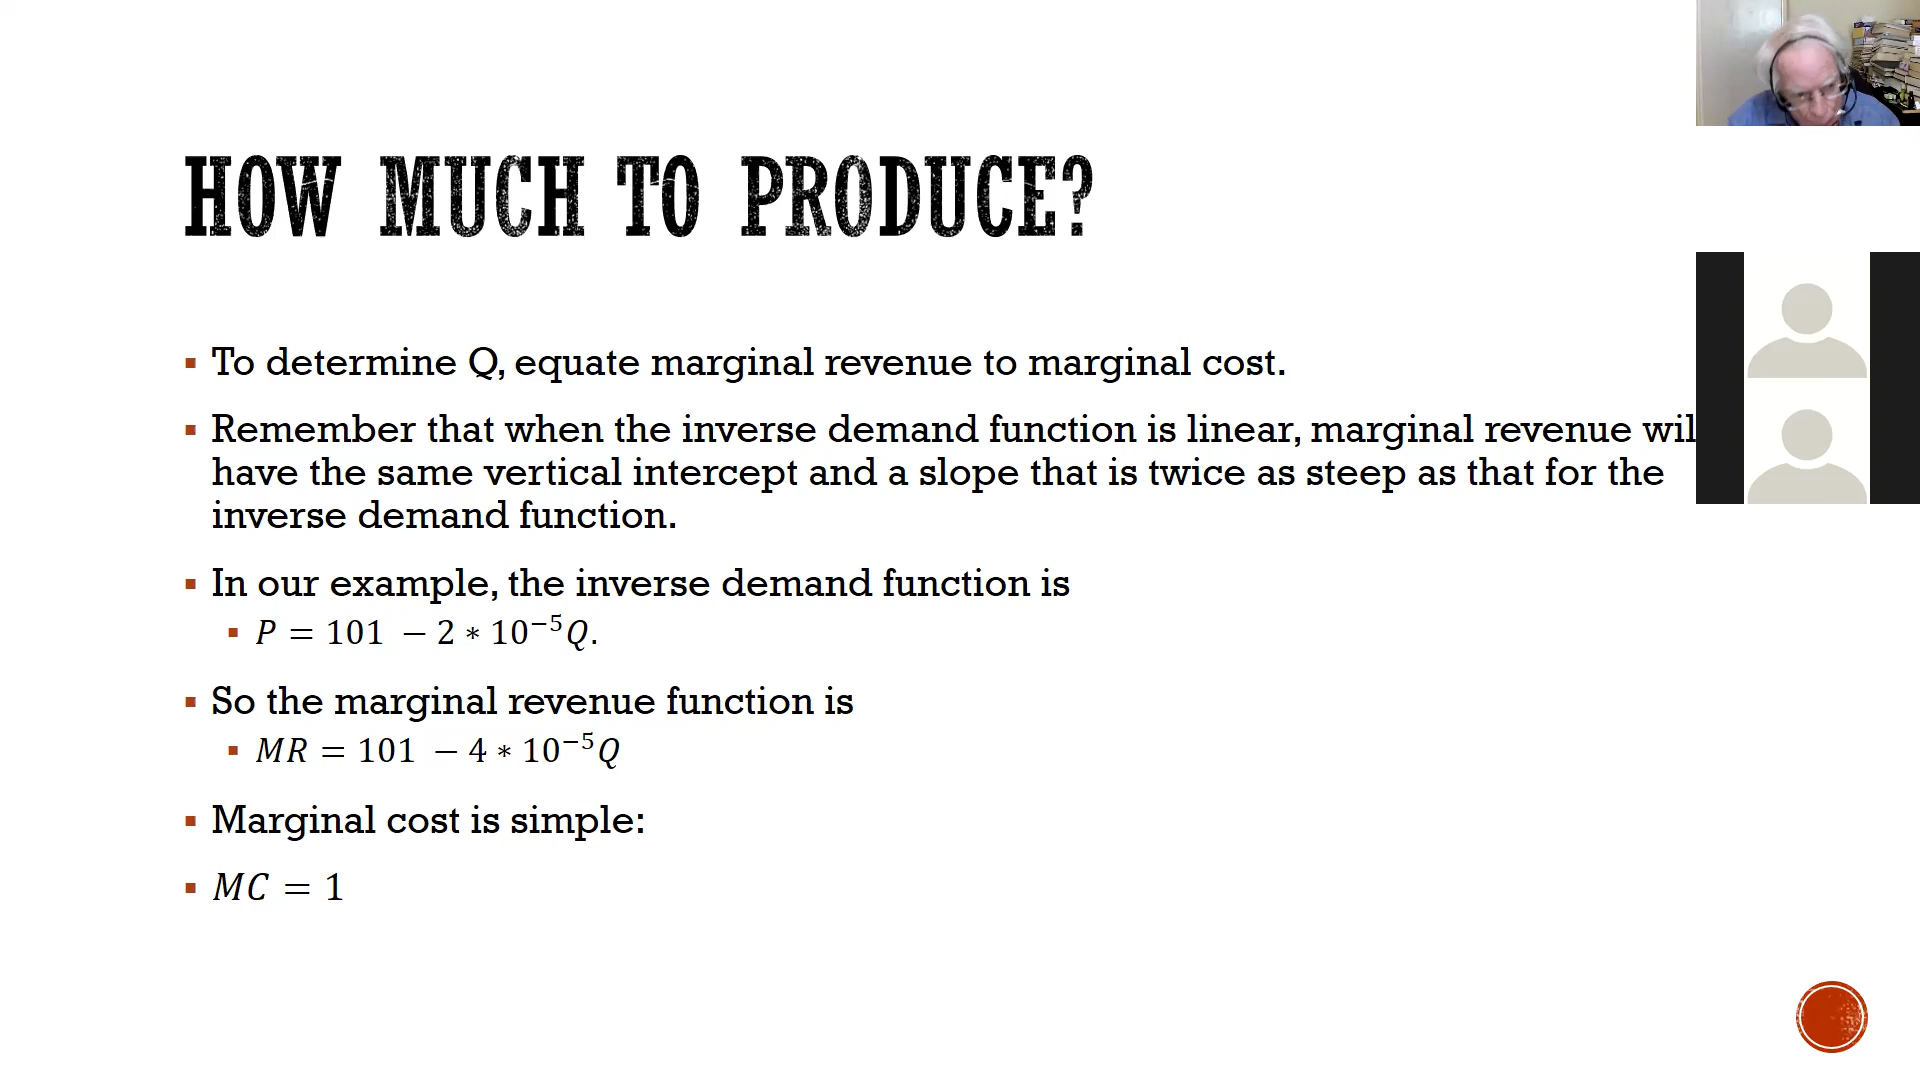 HOW MUCH TO PRODUCE?
▪ To determine Q, equate marginal revenue to marginal cost.
▪ Remember that when the inverse demand function is linear, marginal revenue wil
have the same vertical intercept and a slope that is twice as steep as that for the
inverse demand function.
▪ In our example, the inverse demand function is
▪ P = 101 − 2 ∗ 10⁻⁵Q.
▪ So the marginal revenue function is
▪ MR = 101 − 4 ∗ 10⁻⁵Q
▪ Marginal cost is simple:
▪ MC = 1